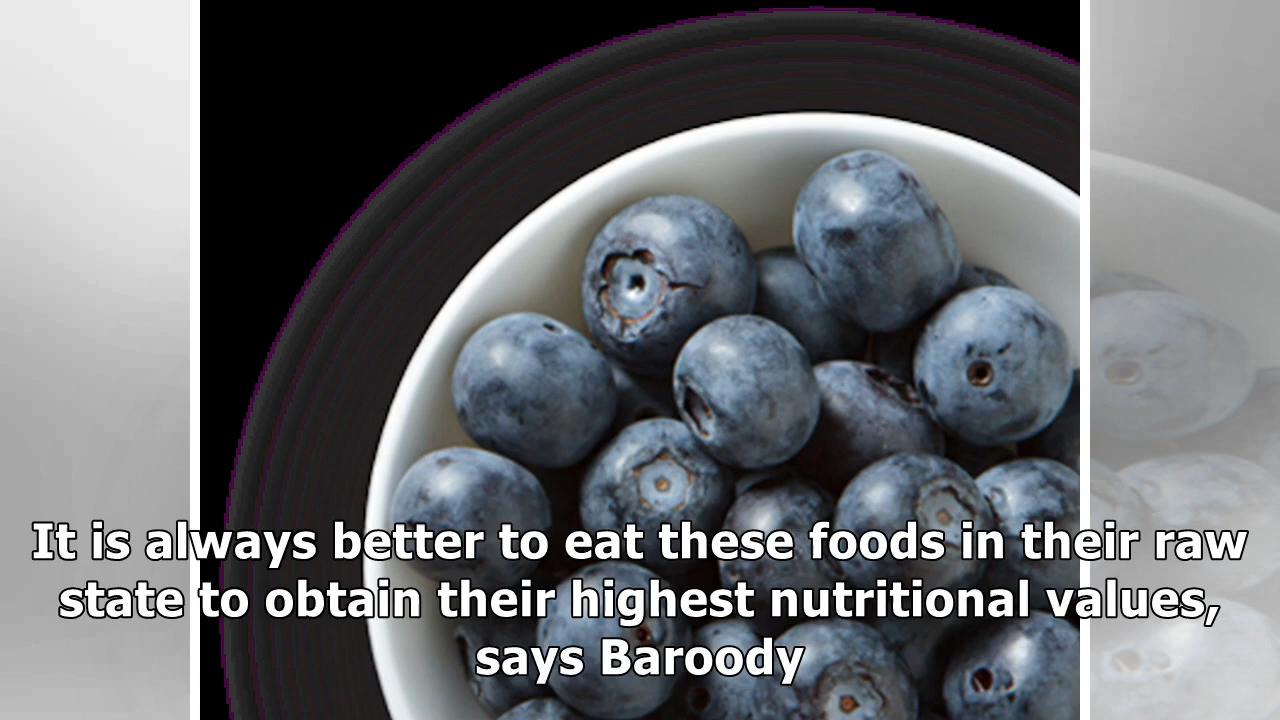 It is always better to eat these foods in their raw
state to obtain their highest nutritional values,
says Baroody